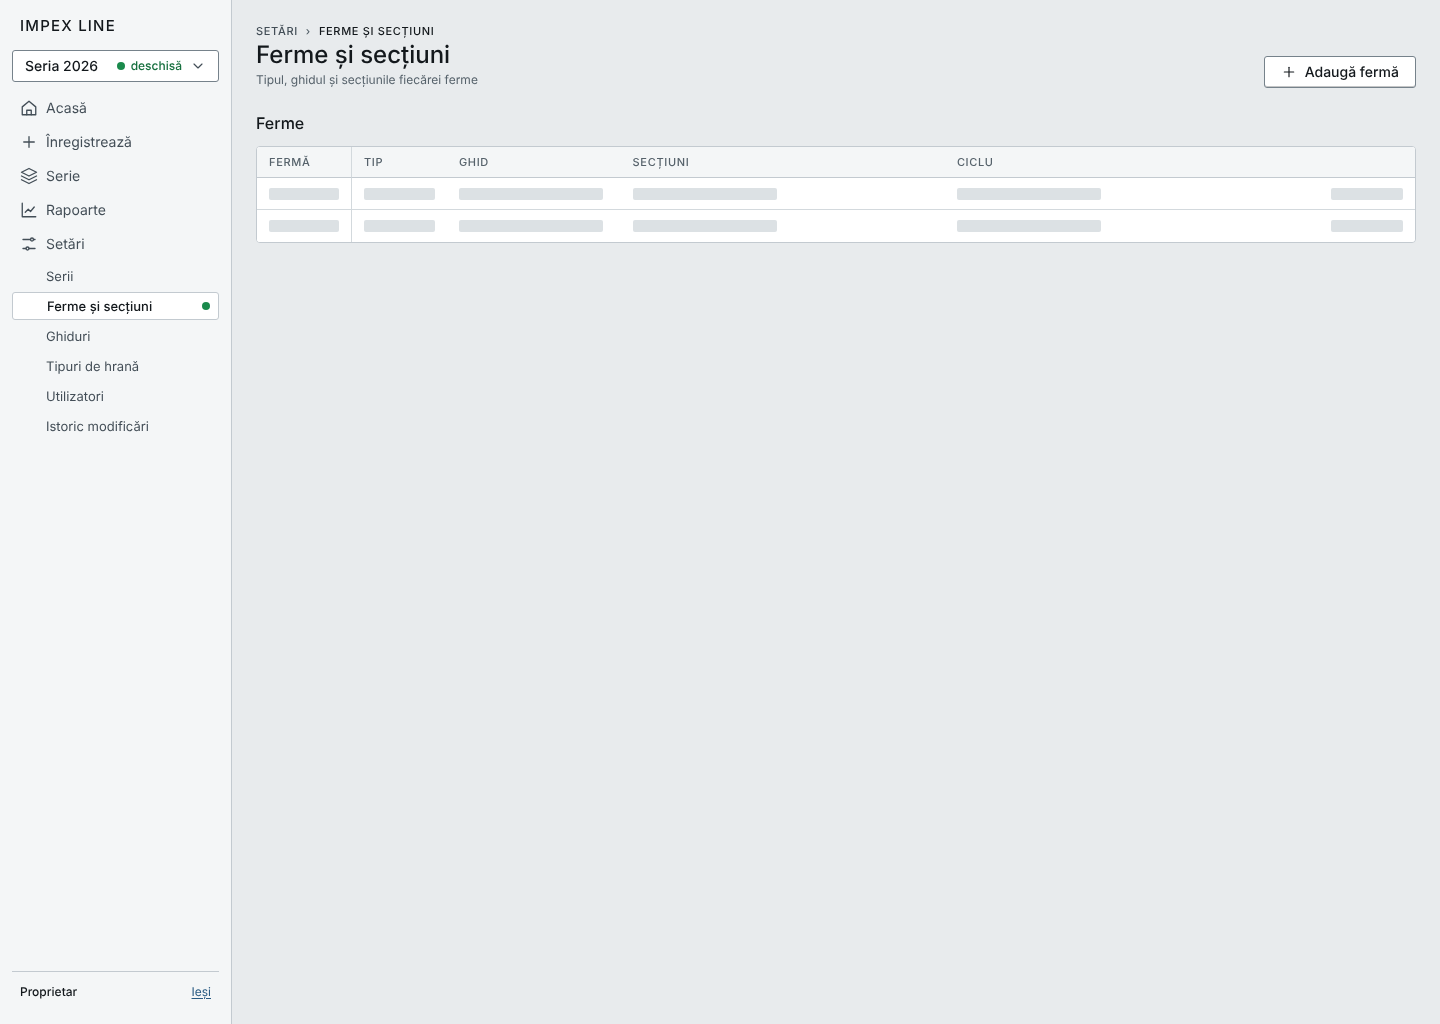 IMPEX LINE
Seria 2026 deschisă
Acasă
Înregistrează
Serie
Rapoarte
Setări
Serii
Ferme și secțiuni
Ghiduri
Tipuri de hrană
Utilizatori
Istoric modificări
Proprietar Ieși
SETĂRI › FERME ȘI SECȚIUNI
Ferme și secțiuni
Tipul, ghidul și secțiunile fiecărei ferme
Adaugă fermă
Ferme
FERMĂ TIP GHID SECȚIUNI CICLU